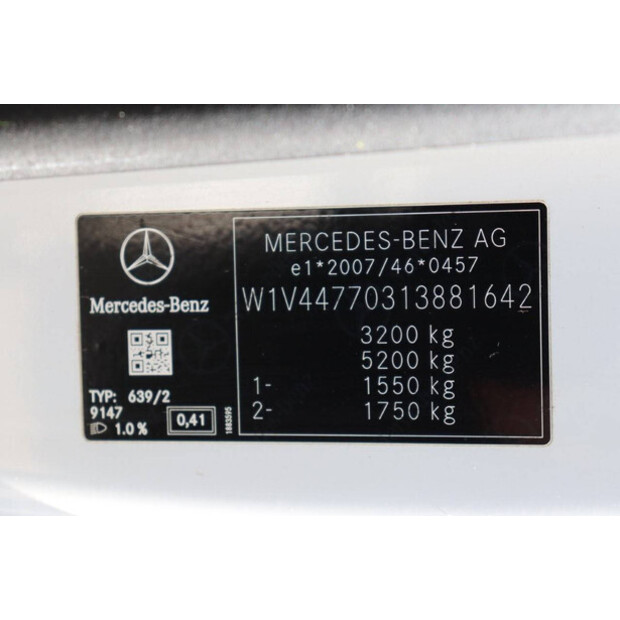 Mercedes-Benz
TYP: 639/2
9147
1.0 %
0,41
1883595
MERCEDES-BENZ AG
e1*2007/46*0457
W1V44770313881642
3200 kg
5200 kg
1- 1550 kg
2- 1750 kg